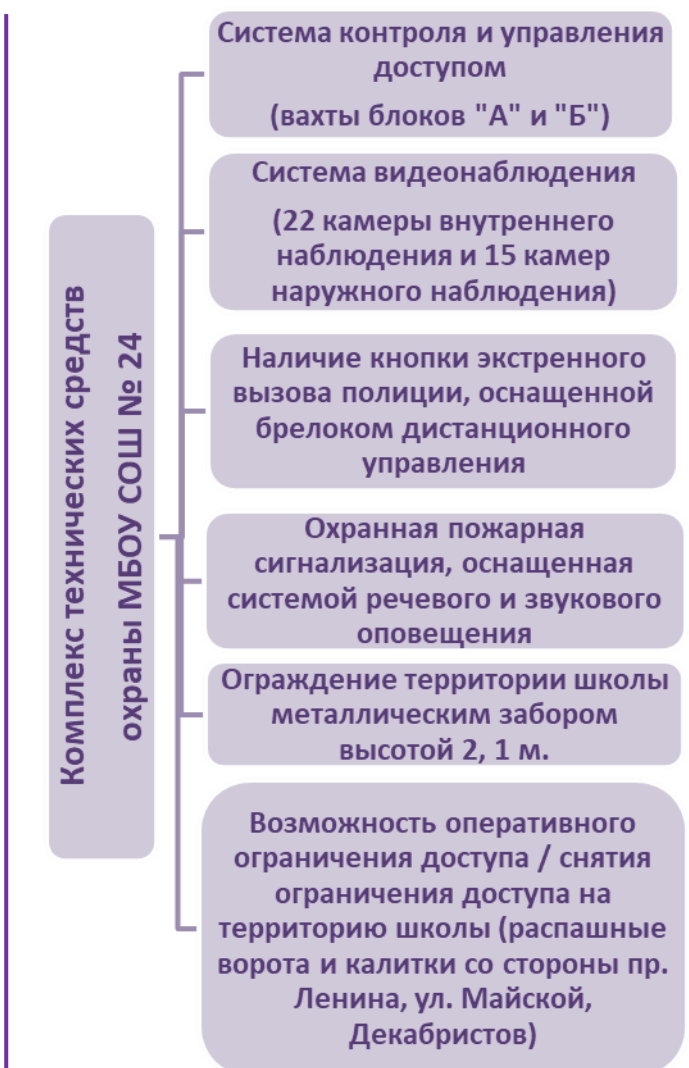 Комплекс технических средств
охраны МБОУ СОШ № 24
Система контроля и управления
доступом
(вахты блоков "А" и "Б")
Система видеонаблюдения
(22 камеры внутреннего
наблюдения и 15 камер
наружного наблюдения)
Наличие кнопки экстренного
вызова полиции, оснащенной
брелоком дистанционного
управления
Охранная пожарная
сигнализация, оснащенная
системой речевого и звукового
оповещения
Ограждение территории школы
металлическим забором
высотой 2, 1 м.
Возможность оперативного
ограничения доступа / снятия
ограничения доступа на
территорию школы (распашные
ворота и калитки со стороны пр.
Ленина, ул. Майской,
Декабристов)